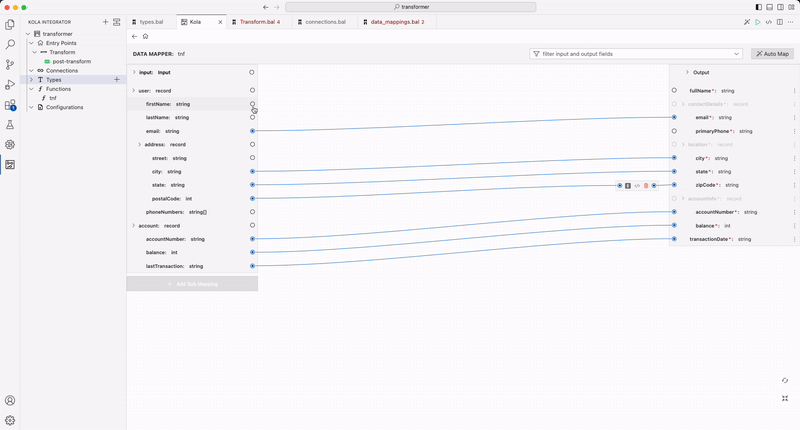 transformer
KOLA INTEGRATOR
transformer
Entry Points
Transform
post-transform
Connections
Types
Functions
tnf
Configurations
types.bal
Kola
Transform.bal 4
connections.bal
data_mappings.bal 2
DATA MAPPER: tnf
filter input and output fields
Auto Map
input: Input
user: record
firstName: string
lastName: string
email: string
address: record
street: string
city: string
state: string
postalCode: int
phoneNumbers: string[]
account: record
accountNumber: string
balance: int
lastTransaction: string
+ Add Sub Mapping
Output
fullName*: string
contactDetails*: record
email*: string
primaryPhone*: string
location*: record
city*: string
state*: string
zipCode*: string
accountInfo*: record
accountNumber*: string
balance*: int
transactionDate*: string